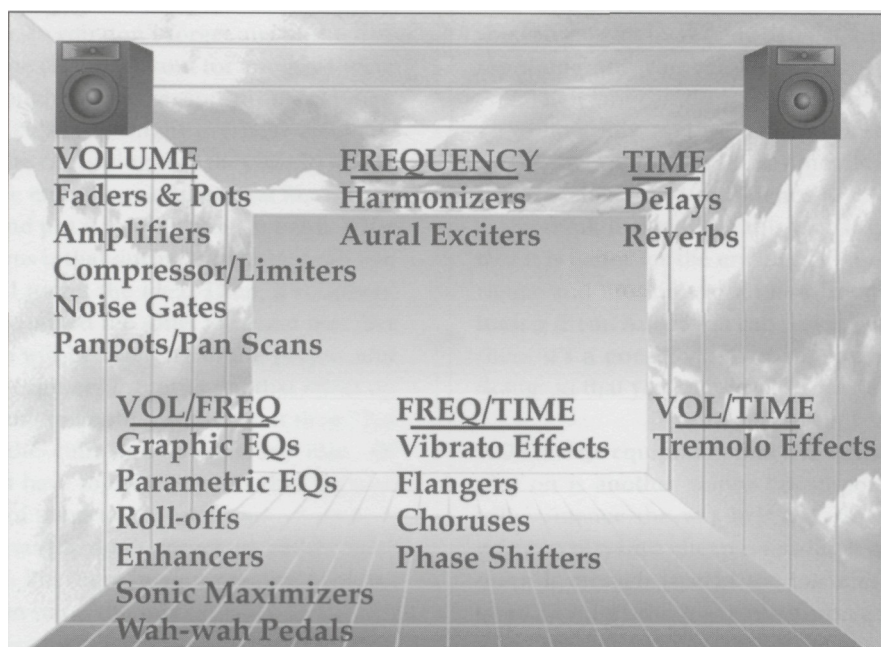 VOLUME
Faders & Pots
Amplifiers
Compressor/Limiters
Noise Gates
Panpots/Pan Scans
FREQUENCY
Harmonizers
Aural Exciters
TIME
Delays
Reverbs
VOL/FREQ
Graphic EQs
Parametric EQs
Roll-offs
Enhancers
Sonic Maximizers
Wah-wah Pedals
FREQ/TIME
Vibrato Effects
Flangers
Choruses
Phase Shifters
VOL/TIME
Tremolo Effects